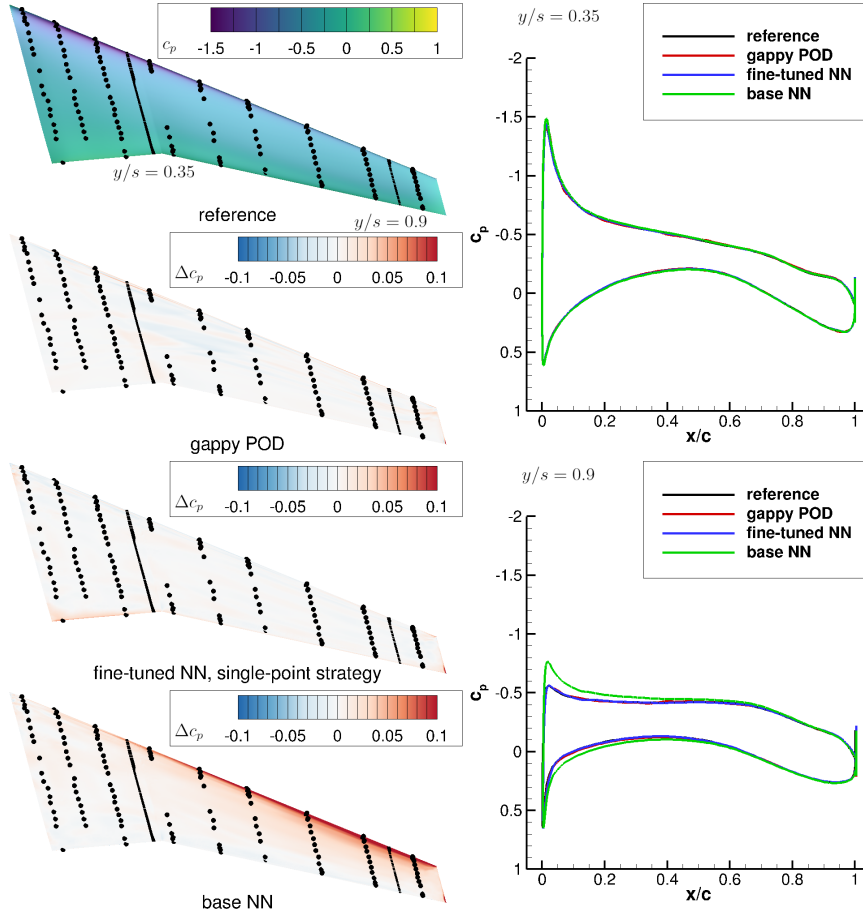 c_p
-1.5 -1 -0.5 0 0.5 1
y/s = 0.35
reference
y/s = 0.9
Δc_p
-0.1 -0.05 0 0.05 0.1
gappy POD
Δc_p
-0.1 -0.05 0 0.05 0.1
fine-tuned NN, single-point strategy
Δc_p
-0.1 -0.05 0 0.05 0.1
base NN
y/s = 0.35
reference
gappy POD
fine-tuned NN
base NN
-2
-1.5
-1
-0.5
0
0.5
1
c_p
0 0.2 0.4 0.6 0.8 1
x/c
y/s = 0.9
reference
gappy POD
fine-tuned NN
base NN
-2
-1.5
-1
-0.5
0
0.5
1
c_p
0 0.2 0.4 0.6 0.8 1
x/c